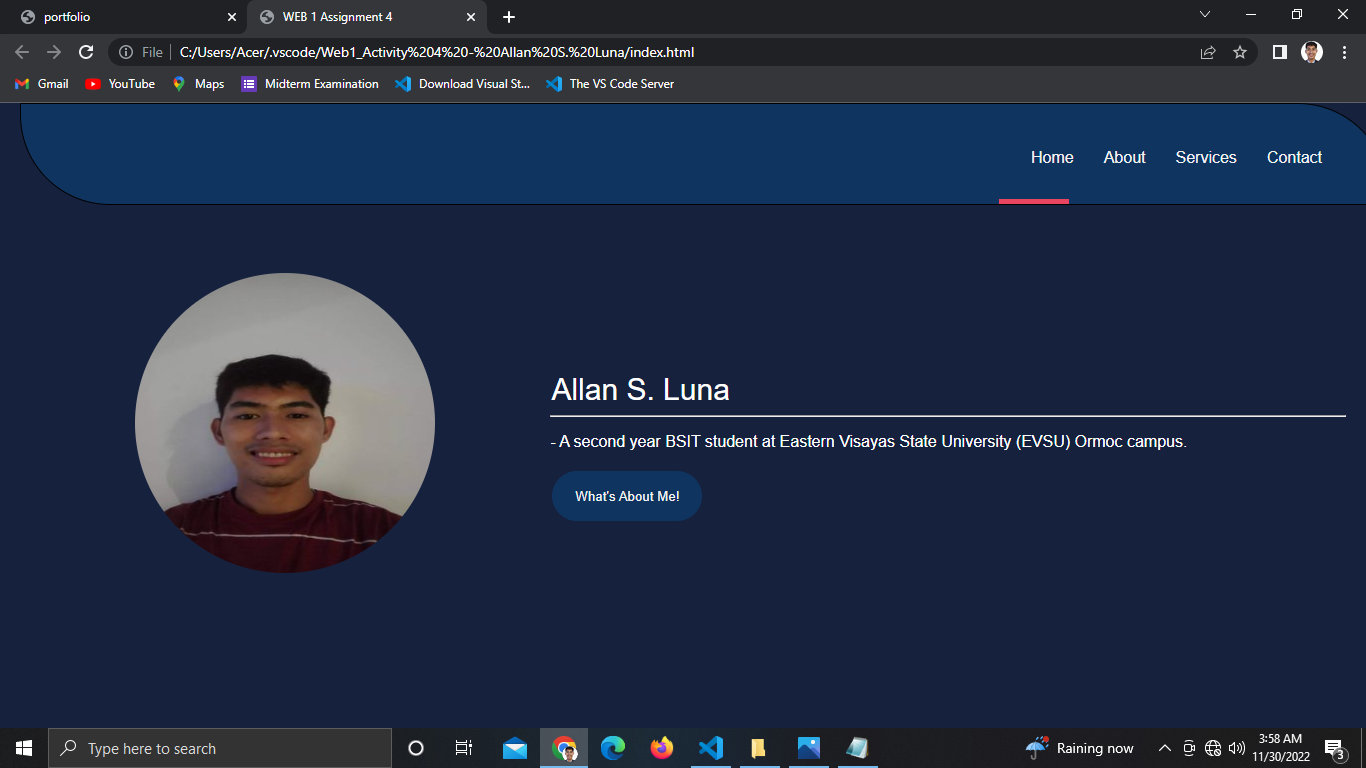 portfolio
WEB 1 Assignment 4
File
C:/Users/Acer/.vscode/Web1_Activity%204%20-%20Allan%20S.%20Luna/index.html
Gmail
YouTube
Maps
Midterm Examination
Download Visual St...
The VS Code Server
Home
About
Services
Contact
Allan S. Luna
- A second year BSIT student at Eastern Visayas State University (EVSU) Ormoc campus.
What's About Me!
Type here to search
Raining now
3:58 AM
11/30/2022
3